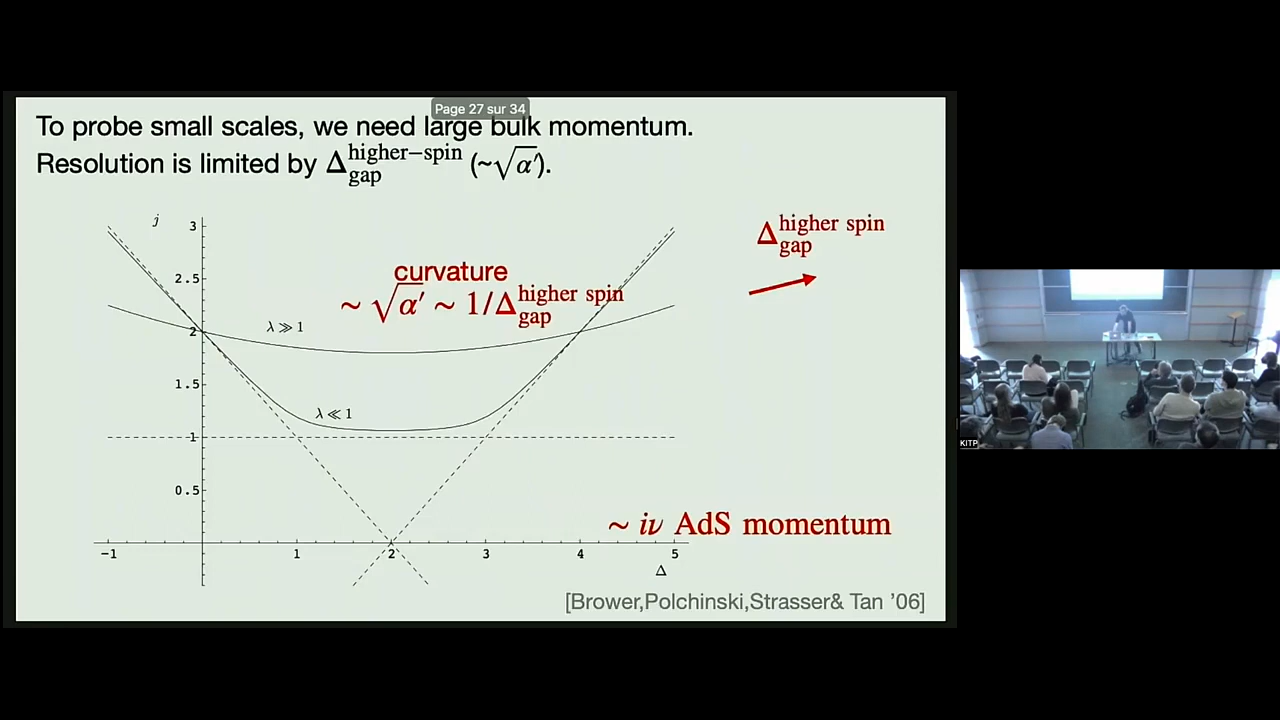 Page 27 sur 34
To probe small scales, we need large bulk momentum.
Resolution is limited by Δ_gap^higher−spin (~√α′).
j
3
2.5
2
1.5
1
0.5
−1
1
2
3
4
5
Δ
λ ≫ 1
λ ≪ 1
curvature
∼ √α′ ∼ 1/Δ_gap^higher spin
Δ_gap^higher spin
∼ iν AdS momentum
[Brower,Polchinski,Strasser& Tan ’06]
KITP